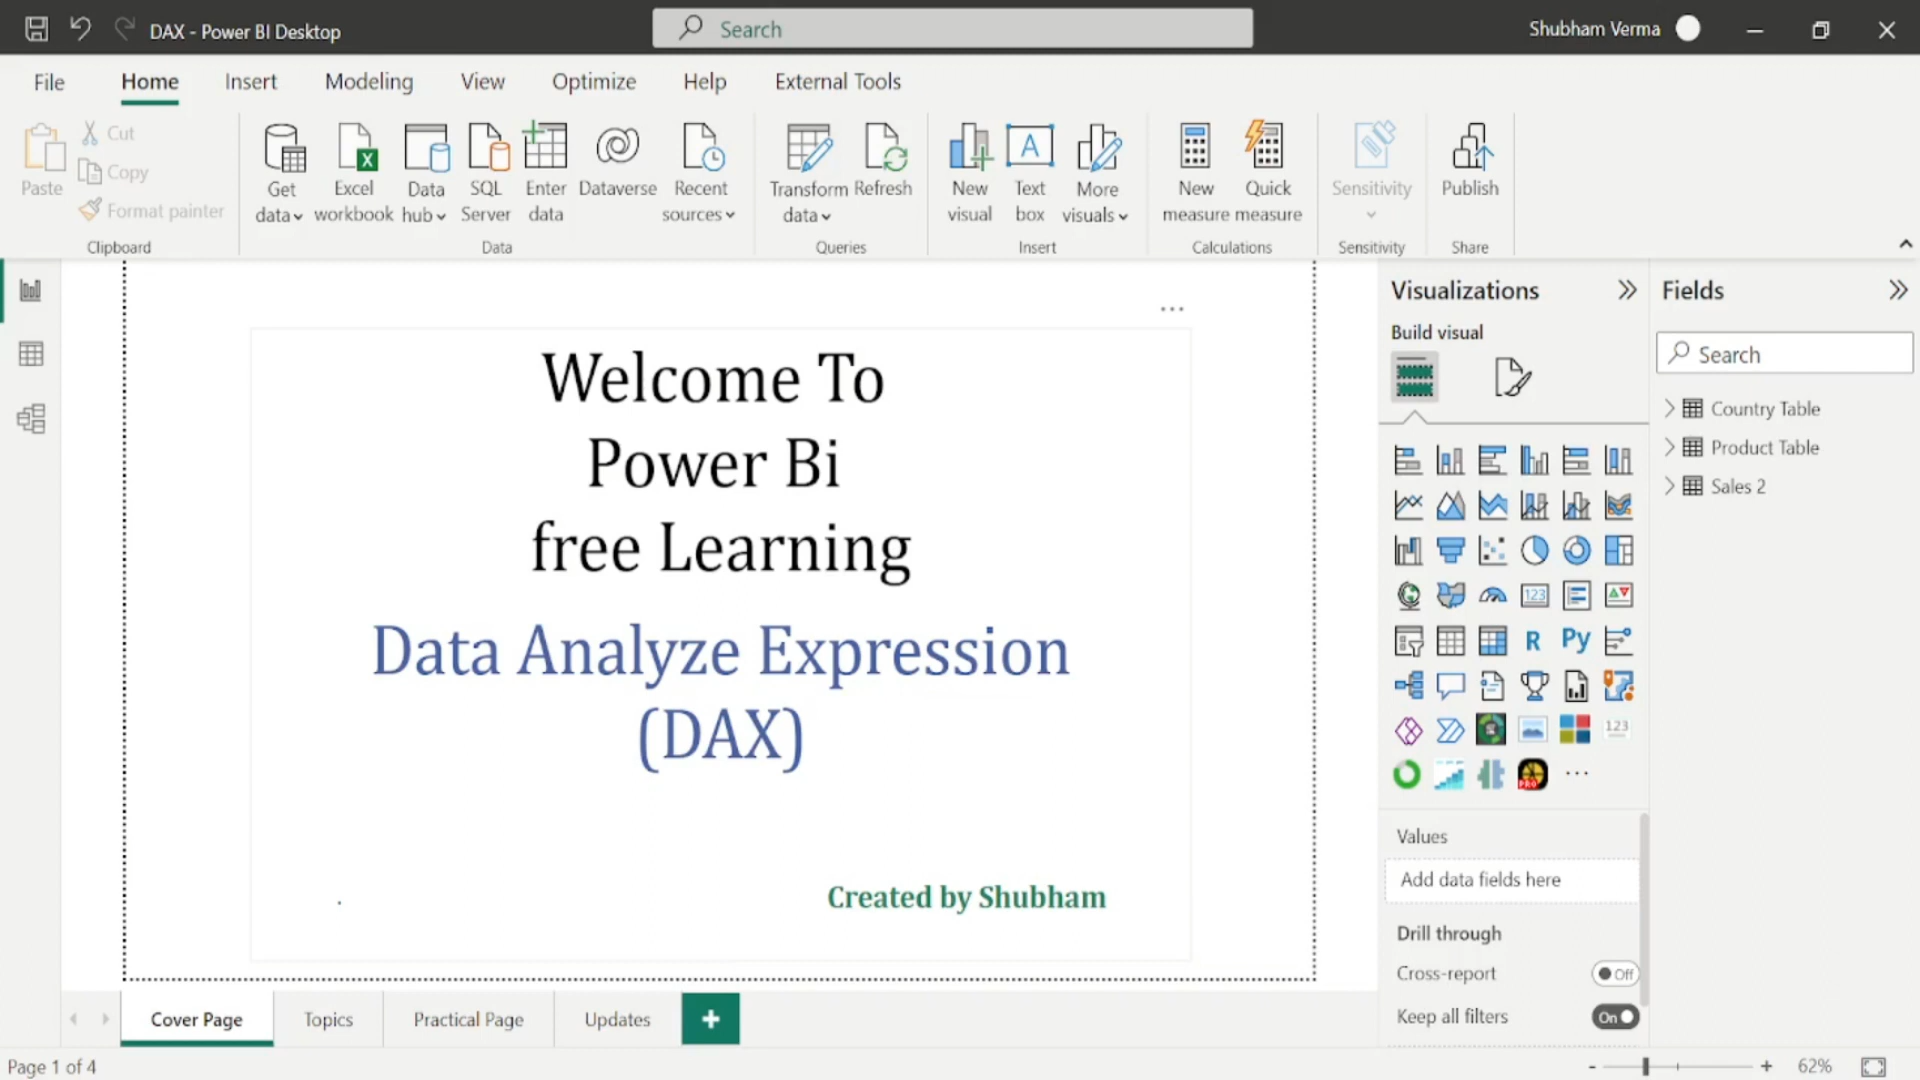 DAX - Power BI Desktop
Search
Shubham Verma
File Home Insert Modeling View Optimize Help External Tools
Paste
Cut
Copy
Format painter
Clipboard
Get data
Excel workbook
Data hub
SQL Server
Enter data
Dataverse
Recent sources
Data
Transform data
Refresh
Queries
New visual
Text box
More visuals
Insert
New measure
Quick measure
Calculations
Sensitivity
Sensitivity
Publish
Share
Welcome To
Power Bi
free Learning
Data Analyze Expression
(DAX)
.
Created by Shubham
Visualizations
Build visual
123
R
Py
123
PRO
Values
Add data fields here
Drill through
Cross-report
Off
Keep all filters
On
Fields
Search
Country Table
Product Table
Sales 2
Cover Page
Topics
Practical Page
Updates
Page 1 of 4
- + 62%